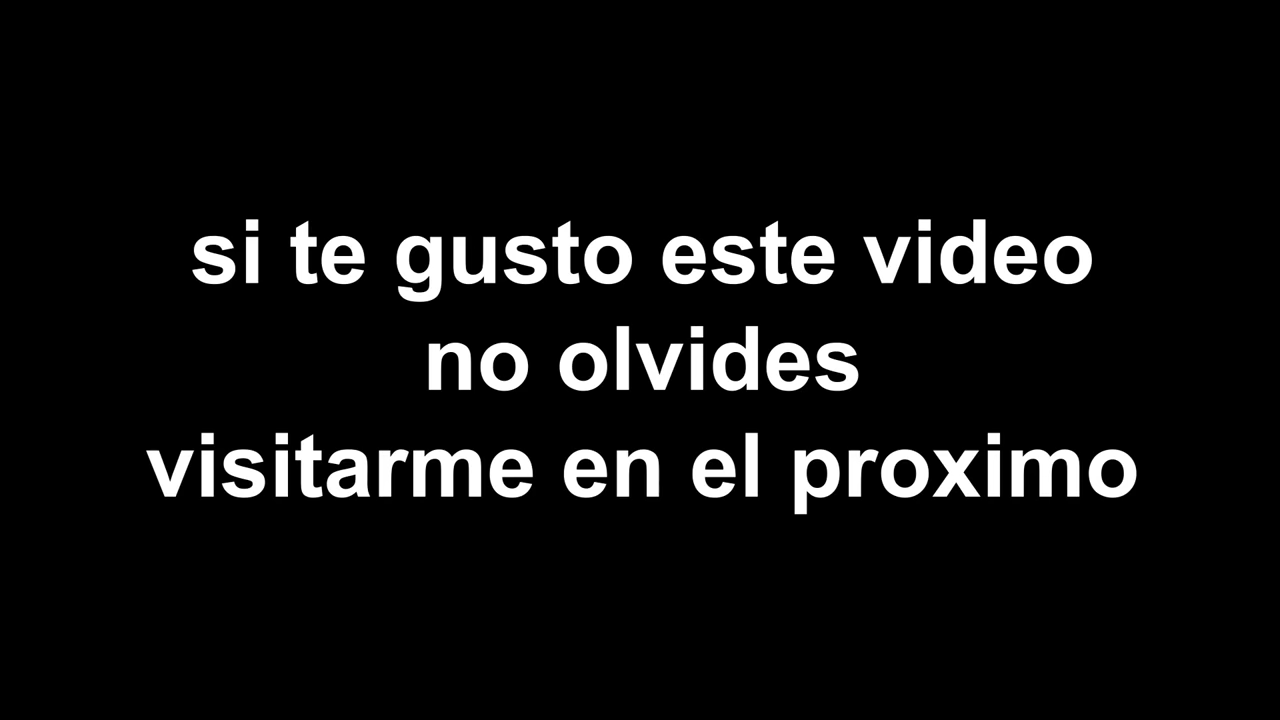 si te gusto este video
no olvides
visitarme en el proximo